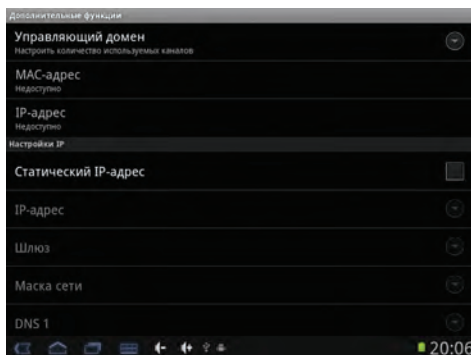 Дополнительные функции
Управляющий домен
Настроить количество используемых каналов
MAC-адрес
Недоступно
IP-адрес
Недоступно
Настройки IP
Статический IP-адрес
IP-адрес
Шлюз
Маска сети
DNS 1
20:06